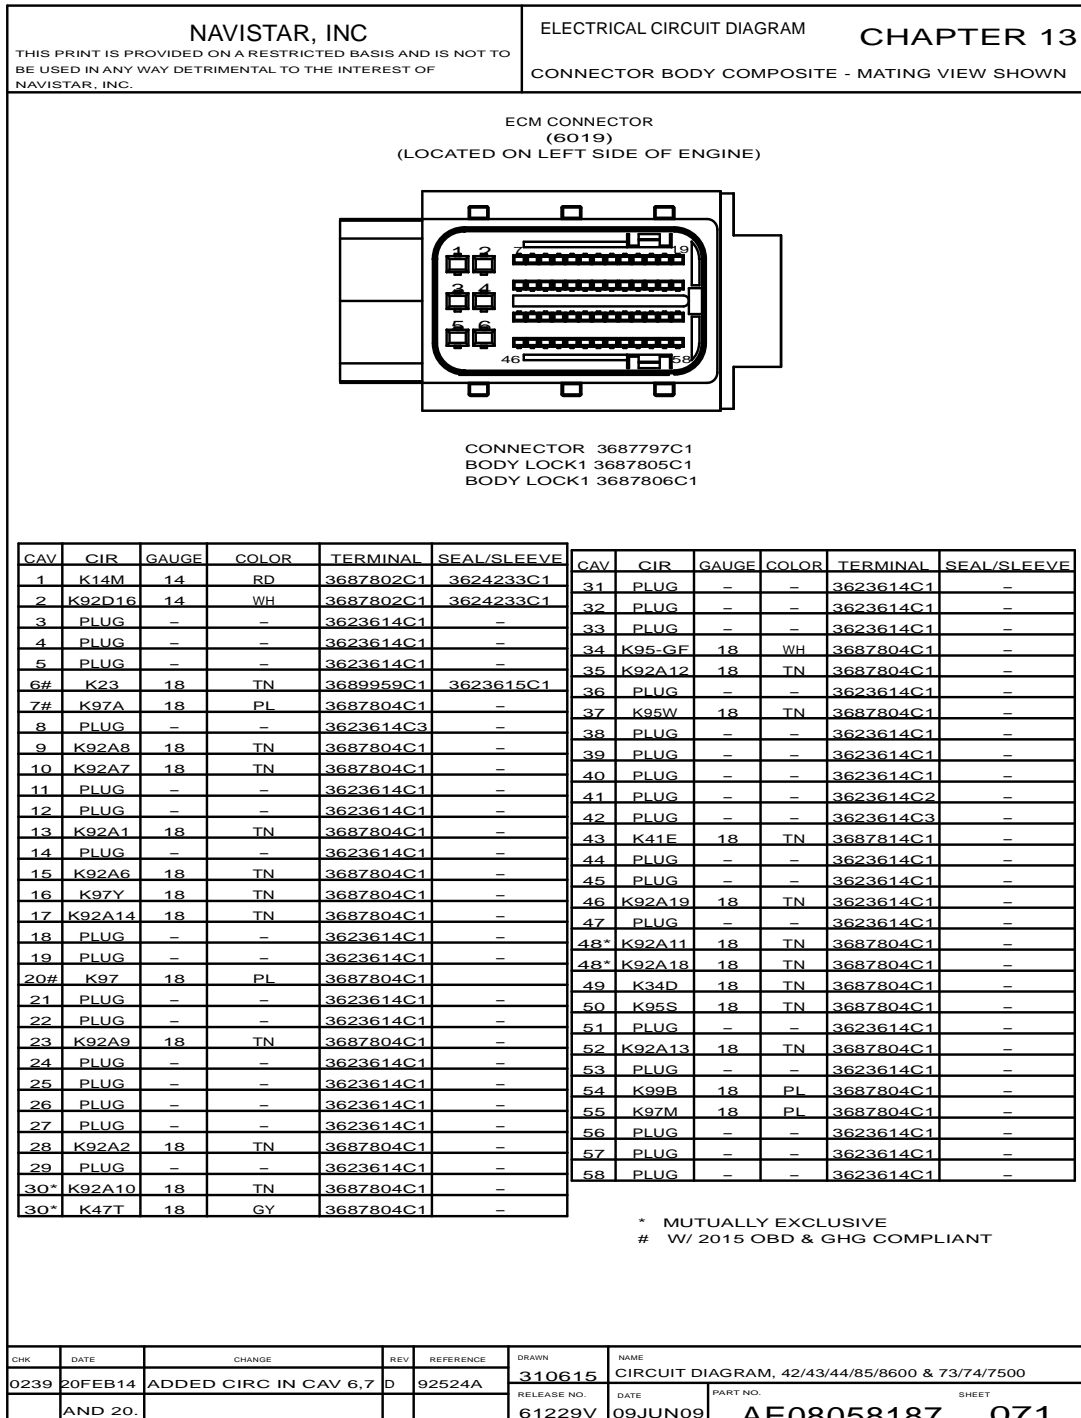 NAVISTAR, INC
THIS PRINT IS PROVIDED ON A RESTRICTED BASIS AND IS NOT TO
BE USED IN ANY WAY DETRIMENTAL TO THE INTEREST OF
NAVISTAR, INC.
ELECTRICAL CIRCUIT DIAGRAM CHAPTER 13
CONNECTOR BODY COMPOSITE - MATING VIEW SHOWN
ECM CONNECTOR
(6019)
(LOCATED ON LEFT SIDE OF ENGINE)
1 2 7 19
3 4
5 6
46 58
CONNECTOR 3687797C1
BODY LOCK1 3687805C1
BODY LOCK1 3687806C1
CAV CIR GAUGE COLOR TERMINAL SEAL/SLEEVE
1 K14M 14 RD 3687802C1 3624233C1
2 K92D16 14 WH 3687802C1 3624233C1
3 PLUG – – 3623614C1 –
4 PLUG – – 3623614C1 –
5 PLUG – – 3623614C1 –
6# K23 18 TN 3689959C1 3623615C1
7# K97A 18 PL 3687804C1 –
8 PLUG – – 3623614C3 –
9 K92A8 18 TN 3687804C1 –
10 K92A7 18 TN 3687804C1 –
11 PLUG – – 3623614C1 –
12 PLUG – – 3623614C1 –
13 K92A1 18 TN 3687804C1 –
14 PLUG – – 3623614C1 –
15 K92A6 18 TN 3687804C1 –
16 K97Y 18 TN 3687804C1 –
17 K92A14 18 TN 3687804C1 –
18 PLUG – – 3623614C1 –
19 PLUG – – 3623614C1 –
20# K97 18 PL 3687804C1
21 PLUG – – 3623614C1 –
22 PLUG – – 3623614C1 –
23 K92A9 18 TN 3687804C1 –
24 PLUG – – 3623614C1 –
25 PLUG – – 3623614C1 –
26 PLUG – – 3623614C1 –
27 PLUG – – 3623614C1 –
28 K92A2 18 TN 3687804C1 –
29 PLUG – – 3623614C1 –
30* K92A10 18 TN 3687804C1 –
30* K47T 18 GY 3687804C1 –
CAV CIR GAUGE COLOR TERMINAL SEAL/SLEEVE
31 PLUG – – 3623614C1 –
32 PLUG – – 3623614C1 –
33 PLUG – – 3623614C1 –
34 K95-GF 18 WH 3687804C1 –
35 K92A12 18 TN 3687804C1 –
36 PLUG – – 3623614C1 –
37 K95W 18 TN 3687804C1 –
38 PLUG – – 3623614C1 –
39 PLUG – – 3623614C1 –
40 PLUG – – 3623614C1 –
41 PLUG – – 3623614C2 –
42 PLUG – – 3623614C3 –
43 K41E 18 TN 3687814C1 –
44 PLUG – – 3623614C1 –
45 PLUG – – 3623614C1 –
46 K92A19 18 TN 3623614C1 –
47 PLUG – – 3623614C1 –
48* K92A11 18 TN 3687804C1 –
48* K92A18 18 TN 3687804C1 –
49 K34D 18 TN 3687804C1 –
50 K95S 18 TN 3687804C1 –
51 PLUG – – 3623614C1 –
52 K92A13 18 TN 3687804C1 –
53 PLUG – – 3623614C1 –
54 K99B 18 PL 3687804C1 –
55 K97M 18 PL 3687804C1 –
56 PLUG – – 3623614C1 –
57 PLUG – – 3623614C1 –
58 PLUG – – 3623614C1 –
* MUTUALLY EXCLUSIVE
# W/ 2015 OBD & GHG COMPLIANT
CHK DATE CHANGE REV REFERENCE DRAWN NAME
0239 20FEB14 ADDED CIRC IN CAV 6,7 D 92524A 310615 CIRCUIT DIAGRAM, 42/43/44/85/8600 & 73/74/7500
RELEASE NO. DATE PART NO. SHEET
AND 20. 61229V 09JUN09 AE08058187 071